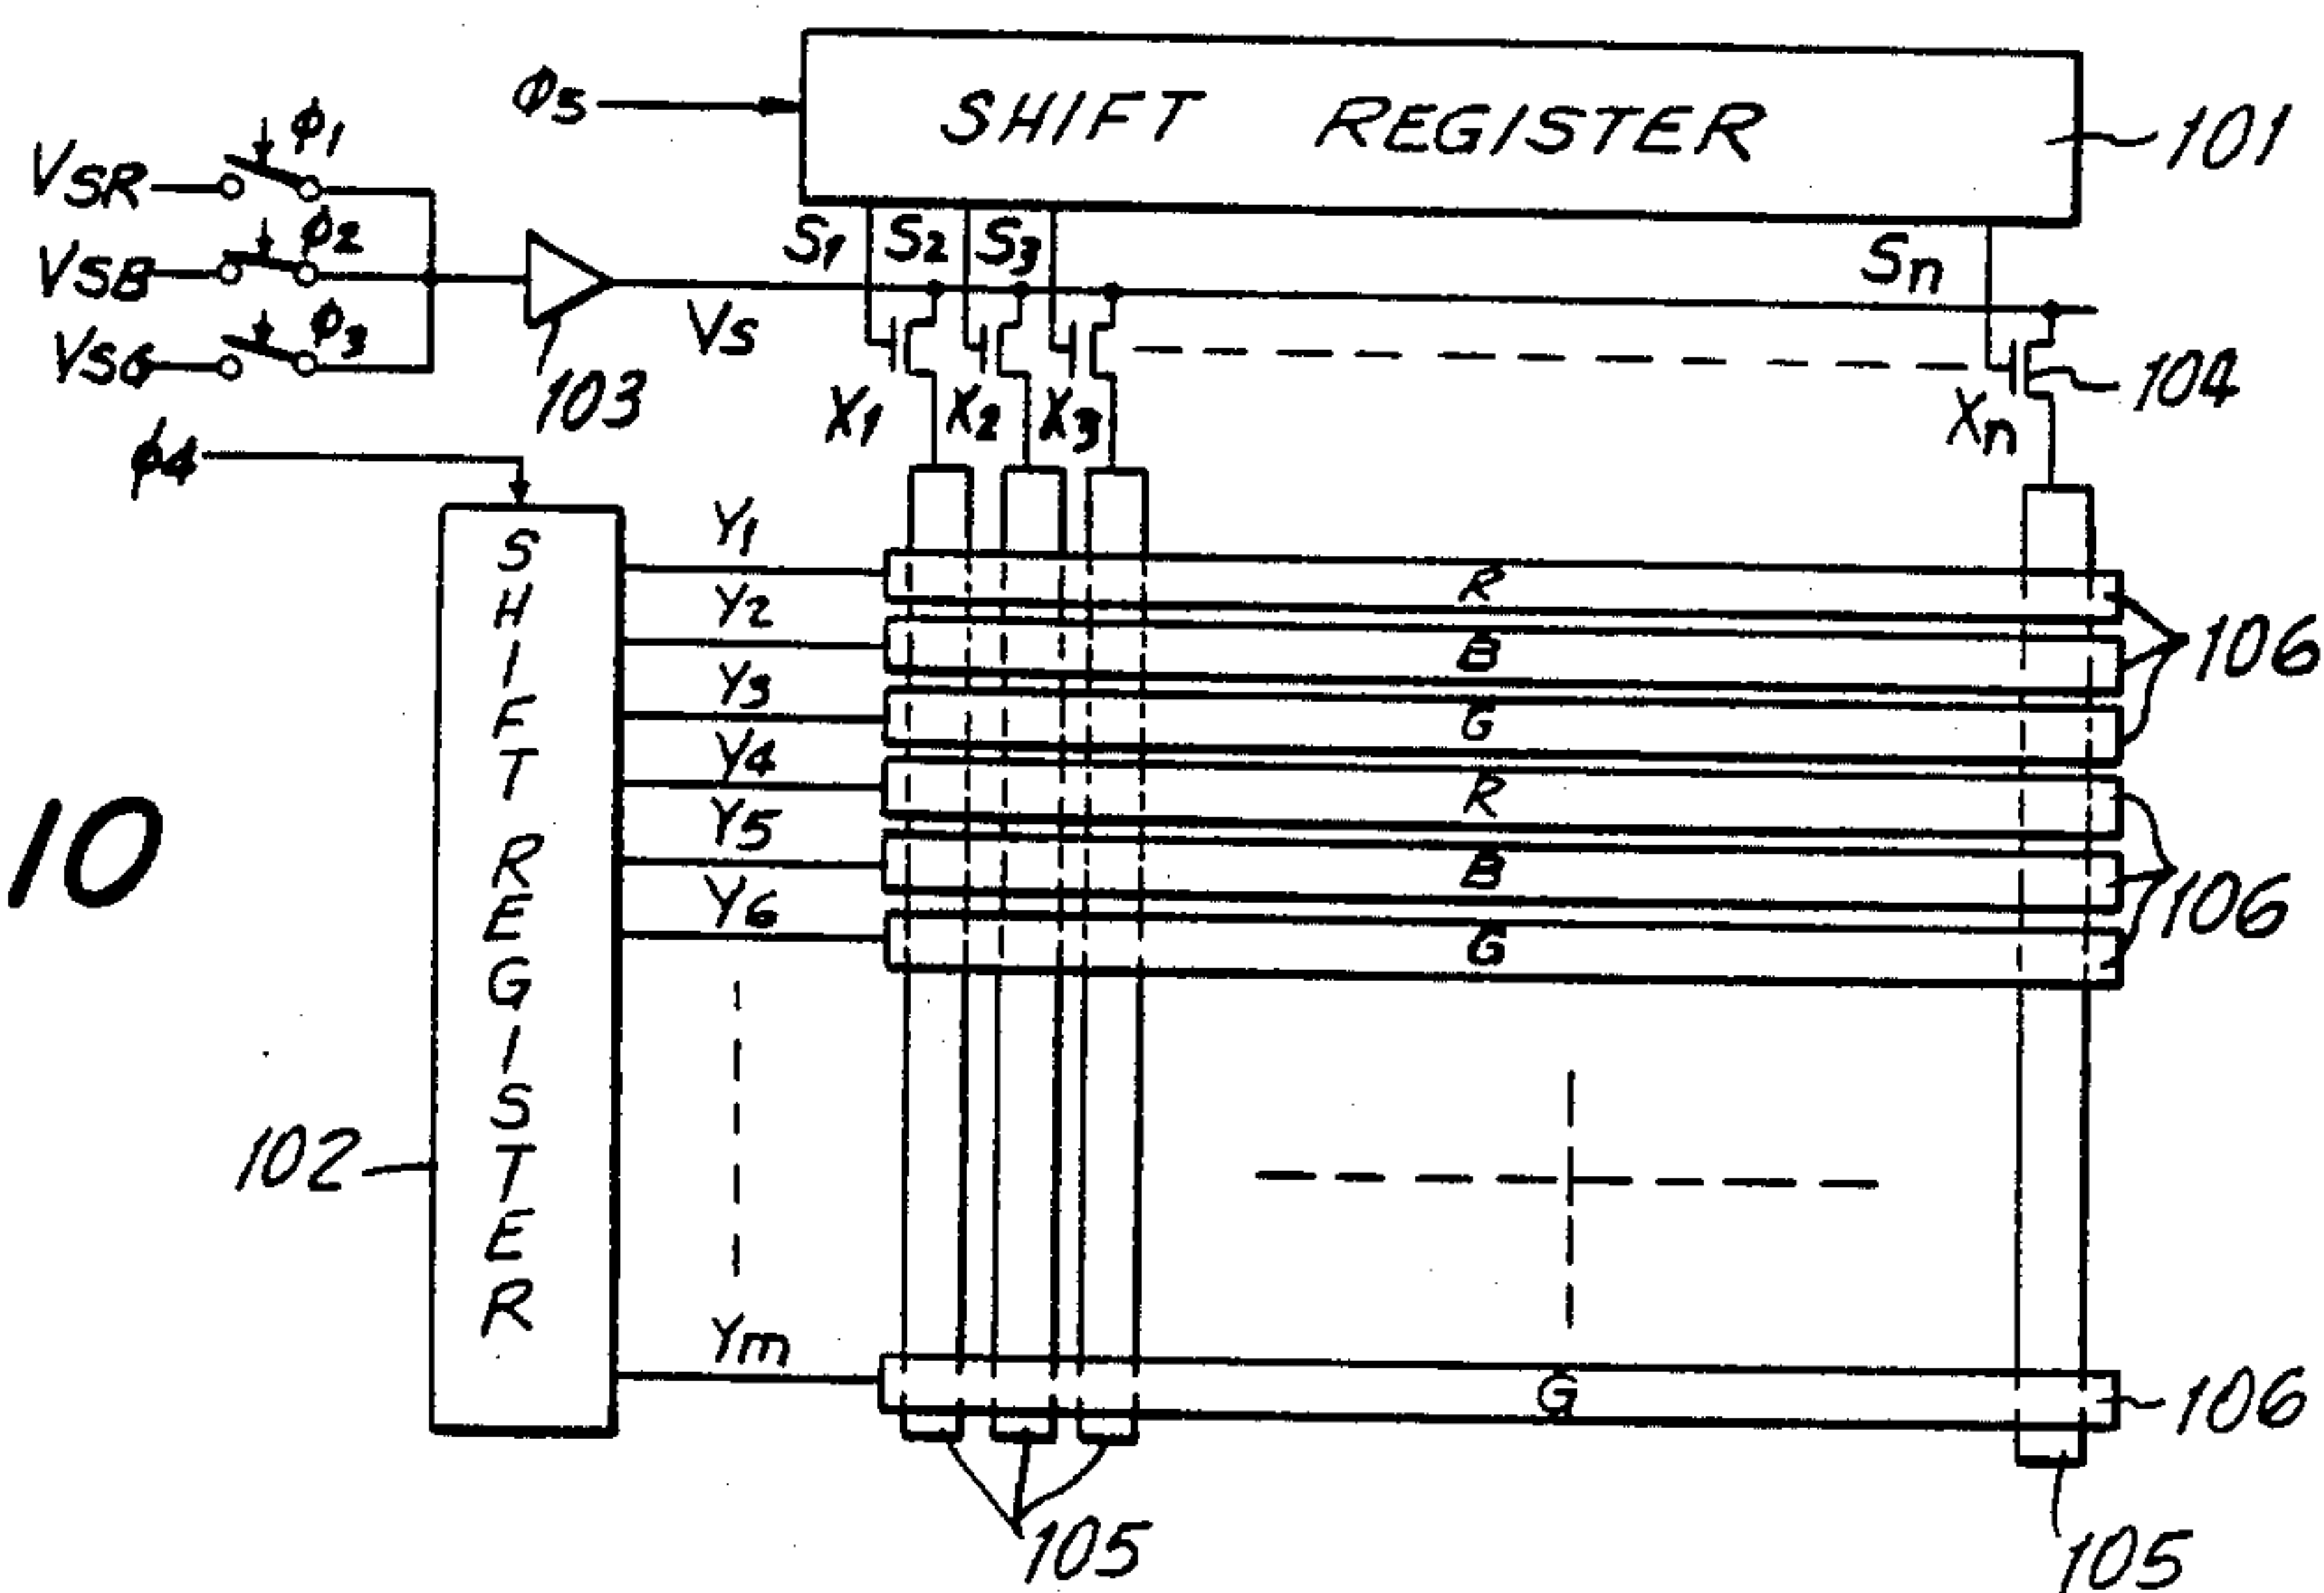 φ5
SHIFT REGISTER
101
VSR
φ1
VSB
φ2
VSG
φ3
103
VS
S1 S2 S3 Sn
X1 X2 X3 Xn
104
φ4
SHIFT REGISTER
102
Y1
R
Y2
B
Y3
G
106
Y4
R
Y5
B
Y6
G
106
10
Ym
G
106
105
105